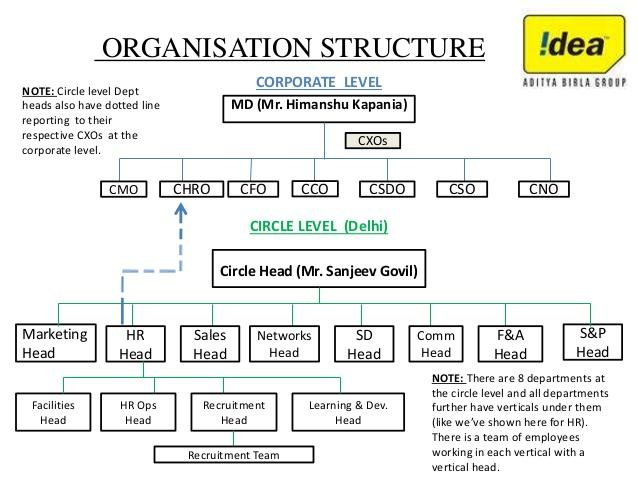 ORGANISATION STRUCTURE
!dea™
ADITYA BIRLA GROUP
NOTE: Circle level Dept
heads also have dotted line
reporting to their
respective CXOs at the
corporate level.
CORPORATE LEVEL
MD (Mr. Himanshu Kapania)
CXOs
CMO
CHRO
CFO
CCO
CSDO
CSO
CNO
CIRCLE LEVEL (Delhi)
Circle Head (Mr. Sanjeev Govil)
Marketing
Head
HR
Head
Sales
Head
Networks
Head
SD
Head
Comm
Head
F&A
Head
S&P
Head
Facilities
Head
HR Ops
Head
Recruitment
Head
Learning & Dev.
Head
Recruitment Team
NOTE: There are 8 departments at
the circle level and all departments
further have verticals under them
(like we've shown here for HR).
There is a team of employees
working in each vertical with a
vertical head.